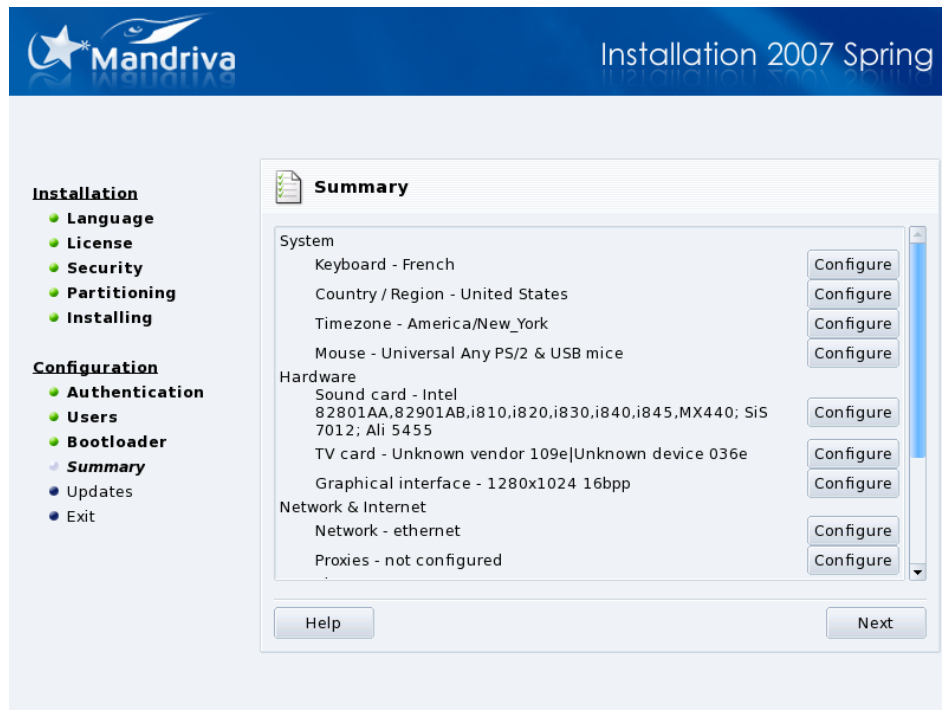 Mandriva
Installation 2007 Spring
Installation
Language
License
Security
Partitioning
Installing
Configuration
Authentication
Users
Bootloader
Summary
Updates
Exit
Summary
System
Keyboard - French
Configure
Country / Region - United States
Configure
Timezone - America/New_York
Configure
Mouse - Universal Any PS/2 & USB mice
Configure
Hardware
Sound card - Intel
82801AA,82901AB,i810,i820,i830,i840,i845,MX440; SiS
7012; Ali 5455
Configure
TV card - Unknown vendor 109e|Unknown device 036e
Configure
Graphical interface - 1280x1024 16bpp
Configure
Network & Internet
Network - ethernet
Configure
Proxies - not configured
Configure
Help
Next